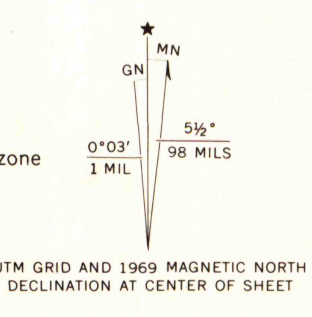 ★
MN
GN
0°03′
1 MIL
5½°
98 MILS
zone
UTM GRID AND 1969 MAGNETIC NORTH
DECLINATION AT CENTER OF SHEET